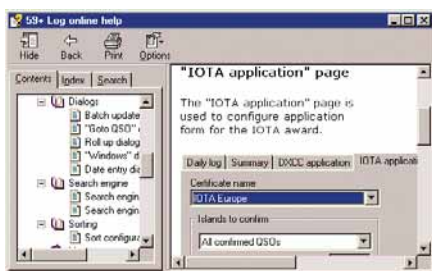 59+ Log online help
Hide Back Print Options
Contents Index Search
Dialogs
Batch update
"Goto QSO"
Roll up dialog
"Windows" d
Date entry dia
Search engine
Search engin
Search engin
Sorting
Sort configura
"IOTA application" page
The "IOTA application" page is
used to configure application
form for the IOTA award.
Daily log Summary DXCC application IOTA applicati
Certificate name
IOTA Europe
Islands to confirm
All confirmed QSOs